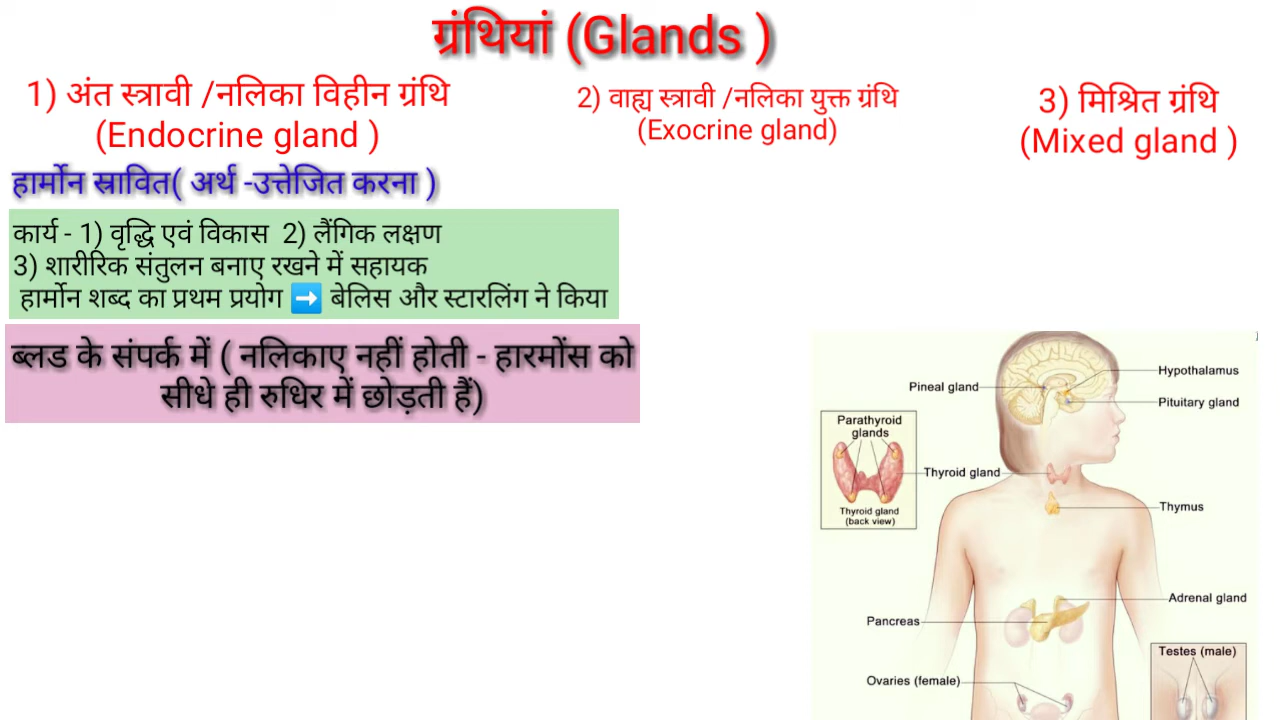 ग्रंथियां (Glands )
1) अंत स्त्रावी /नलिका विहीन ग्रंथि
(Endocrine gland )
2) वाह्य स्त्रावी /नलिका युक्त ग्रंथि
(Exocrine gland)
3) मिश्रित ग्रंथि
(Mixed gland )
हार्मोन स्रावित( अर्थ -उत्तेजित करना )
कार्य - 1) वृद्धि एवं विकास 2) लैंगिक लक्षण
3) शारीरिक संतुलन बनाए रखने में सहायक
हार्मोन शब्द का प्रथम प्रयोग ➡️ बेलिस और स्टारलिंग ने किया
ब्लड के संपर्क में ( नलिकाए नहीं होती - हारमोंस को
सीधे ही रुधिर में छोड़ती हैं)
Hypothalamus
Pineal gland
Pituitary gland
Parathyroid
glands
Thyroid gland
Thyroid gland
(back view)
Thymus
Adrenal gland
Pancreas
Testes (male)
Ovaries (female)